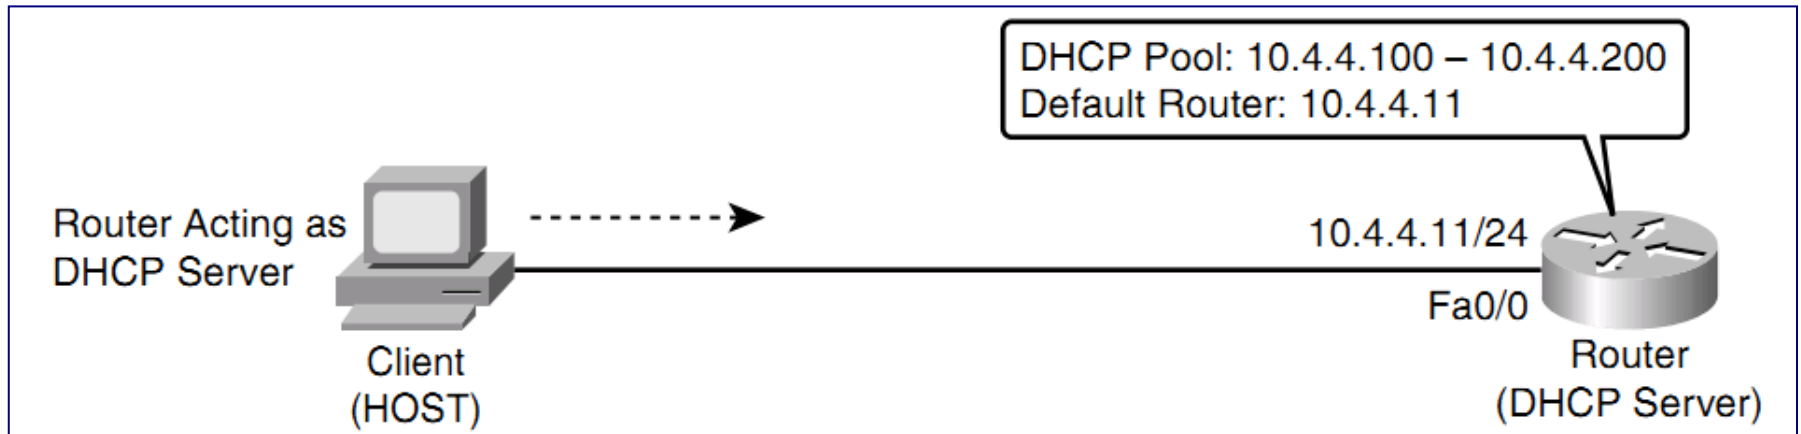 DHCP Pool: 10.4.4.100 – 10.4.4.200
Default Router: 10.4.4.11
Router Acting as
DHCP Server
10.4.4.11/24
Fa0/0
Client
(HOST)
Router
(DHCP Server)